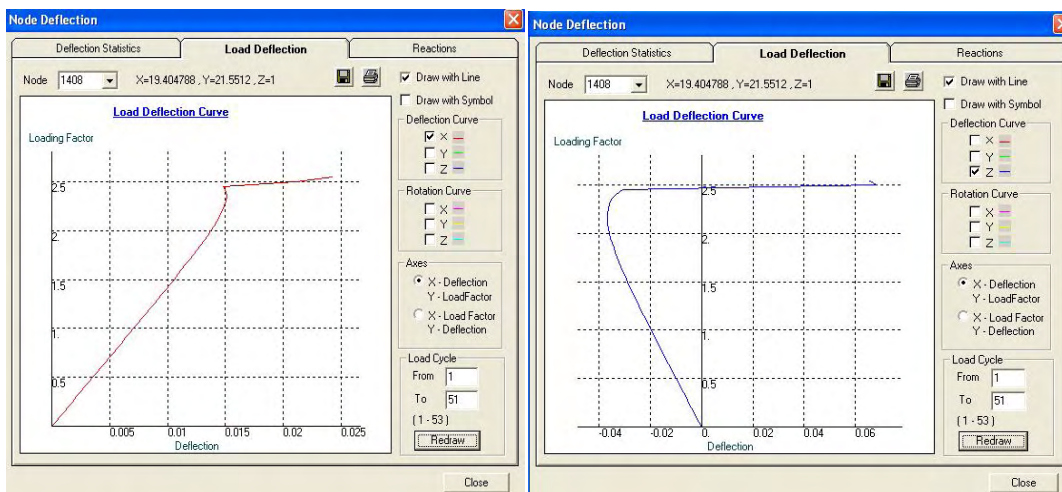 Node Deflection
Deflection Statistics
Load Deflection
Reactions
Node 1408 X=19.404788 , Y=21.5512, Z=1
Draw with Line
Draw with Symbol
Load Deflection Curve
Loading Factor
2.5
2.
1.5
1.
0.5
0.005 0.01 0.015 0.02 0.025
Deflection
Deflection Curve
X
Y
Z
Rotation Curve
X
Y
Z
Axes
X - Deflection
Y - LoadFactor
X - Load Factor
Y - Deflection
Load Cycle
From 1
To 51
( 1 - 53 )
Redraw
Close
Node Deflection
Deflection Statistics
Load Deflection
Reactions
Node 1408 X=19.404788 , Y=21.5512, Z=1
Draw with Line
Draw with Symbol
Load Deflection Curve
Loading Factor
2.5
2.
1.5
1.
0.5
-0.04 -0.02 0. 0.02 0.04 0.06
Deflection
Deflection Curve
X
Y
Z
Rotation Curve
X
Y
Z
Axes
X - Deflection
Y - LoadFactor
X - Load Factor
Y - Deflection
Load Cycle
From 1
To 51
( 1 - 53 )
Redraw
Close